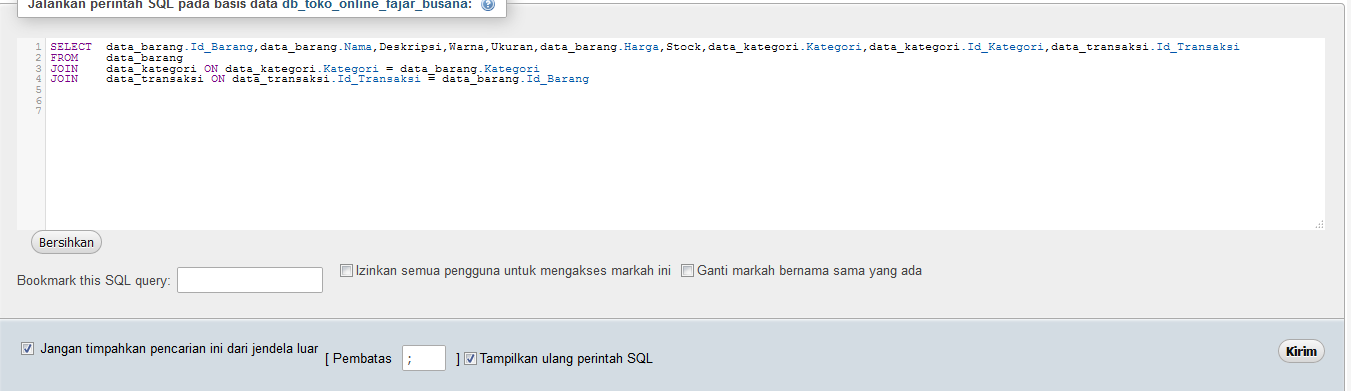 Jalankan perintah SQL pada basis data db_toko_online_fajar_busana:
1 SELECT data_barang.Id_Barang,data_barang.Nama,Deskripsi,Warna,Ukuran,data_barang.Harga,Stock,data_kategori.Kategori,data_kategori.Id_Kategori,data_transaksi.Id_Transaksi
2 FROM data_barang
3 JOIN data_kategori ON data_kategori.Kategori = data_barang.Kategori
4 JOIN data_transaksi ON data_transaksi.Id_Transaksi = data_barang.Id_Barang
5
6
7
Bersihkan
Bookmark this SQL query: Izinkan semua pengguna untuk mengakses markah ini Ganti markah bernama sama yang ada
Jangan timpahkan pencarian ini dari jendela luar [ Pembatas ; ] Tampilkan ulang perintah SQL Kirim